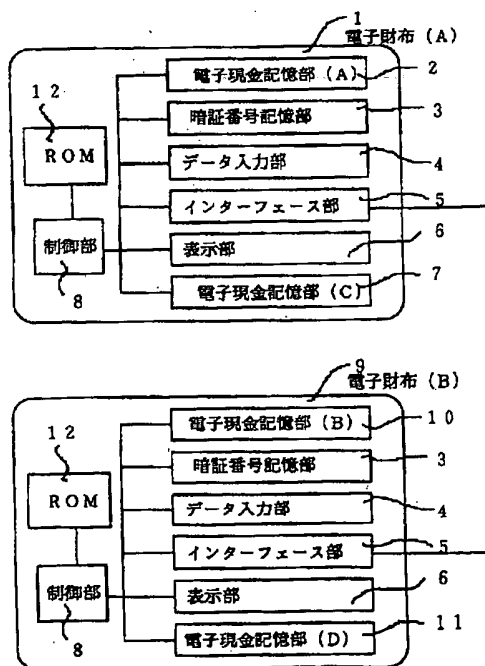 1
電子財布(A)
電子現金記憶部(A) 2
12
暗証番号記憶部 3
ROM
データ入力部 4
インターフェース部 5
制御部
表示部 6
8
電子現金記憶部(C) 7
9
電子財布(B)
電子現金記憶部(B) 10
12
暗証番号記憶部 3
ROM
データ入力部 4
インターフェース部 5
制御部
表示部 6
8
電子現金記憶部(D) 11